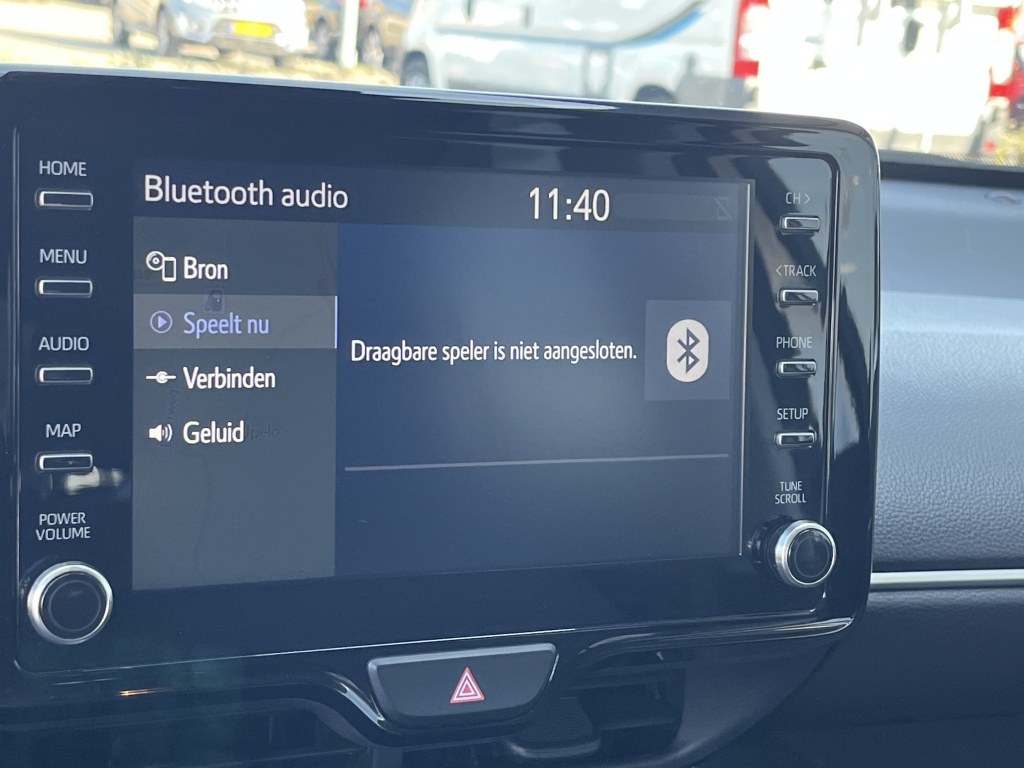 HOME
MENU
AUDIO
MAP
POWER
VOLUME
Bluetooth audio
11:40
Bron
Speelt nu
Verbinden
Geluid
Draagbare speler is niet aangesloten.
CH >
< TRACK
PHONE
SETUP
TUNE
SCROLL